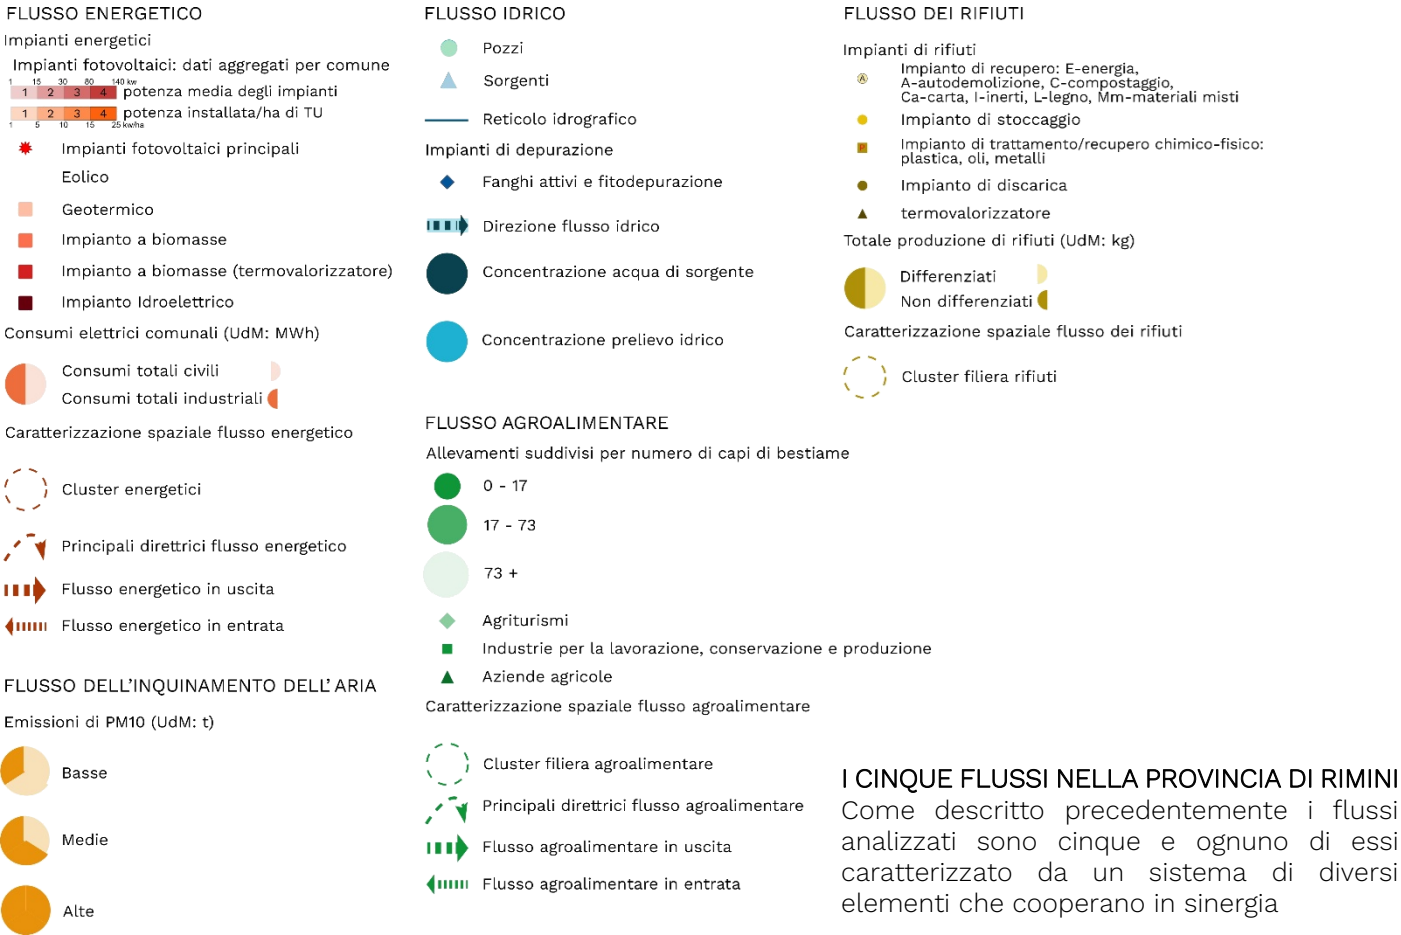 FLUSSO ENERGETICO
Impianti energetici
Impianti fotovoltaici: dati aggregati per comune
1 15 30 80 140 kw
1 2 3 4 potenza media degli impianti
1 2 3 4 potenza installata/ha di TU
1 5 10 15 25 kw/ha
Impianti fotovoltaici principali
Eolico
Geotermico
Impianto a biomasse
Impianto a biomasse (termovalorizzatore)
Impianto Idroelettrico
Consumi elettrici comunali (UdM: MWh)
Consumi totali civili
Consumi totali industriali
Caratterizzazione spaziale flusso energetico
Cluster energetici
Principali direttrici flusso energetico
Flusso energetico in uscita
Flusso energetico in entrata
FLUSSO DELL'INQUINAMENTO DELL' ARIA
Emissioni di PM10 (UdM: t)
Basse
Medie
Alte
FLUSSO IDRICO
Pozzi
Sorgenti
Reticolo idrografico
Impianti di depurazione
Fanghi attivi e fitodepurazione
Direzione flusso idrico
Concentrazione acqua di sorgente
Concentrazione prelievo idrico
FLUSSO AGROALIMENTARE
Allevamenti suddivisi per numero di capi di bestiame
0 - 17
17 - 73
73 +
Agriturismi
Industrie per la lavorazione, conservazione e produzione
Aziende agricole
Caratterizzazione spaziale flusso agroalimentare
Cluster filiera agroalimentare
Principali direttrici flusso agroalimentare
Flusso agroalimentare in uscita
Flusso agroalimentare in entrata
FLUSSO DEI RIFIUTI
Impianti di rifiuti
A Impianto di recupero: E-energia,
A-autodemolizione, C-compostaggio,
Ca-carta, I-inerti, L-legno, Mm-materiali misti
Impianto di stoccaggio
P Impianto di trattamento/recupero chimico-fisico:
plastica, oli, metalli
Impianto di discarica
termovalorizzatore
Totale produzione di rifiuti (UdM: kg)
Differenziati
Non differenziati
Caratterizzazione spaziale flusso dei rifiuti
Cluster filiera rifiuti
I CINQUE FLUSSI NELLA PROVINCIA DI RIMINI
Come descritto precedentemente i flussi
analizzati sono cinque e ognuno di essi
caratterizzato da un sistema di diversi
elementi che cooperano in sinergia